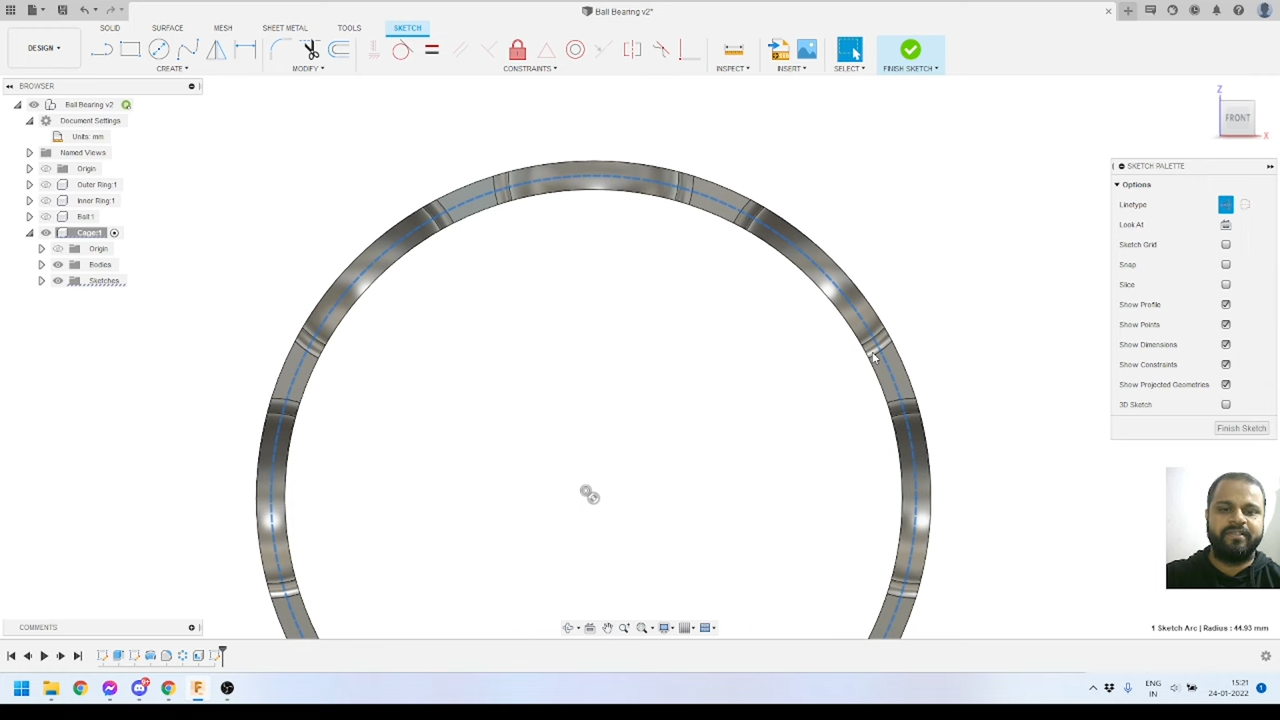 Ball Bearing v2*
SOLID SURFACE MESH SHEET METAL TOOLS SKETCH
DESIGN
CREATE MODIFY CONSTRAINTS INSPECT INSERT SELECT FINISH SKETCH
BROWSER
Ball Bearing v2
Document Settings
Units: mm
Named Views
Origin
Outer Ring:1
Inner Ring:1
Ball:1
Cage:1
Origin
Bodies
Sketches
Z
FRONT
X
SKETCH PALETTE
Options
Linetype
Look At
Sketch Grid
Snap
Slice
Show Profile
Show Points
Show Dimensions
Show Constraints
Show Projected Geometries
3D Sketch
Finish Sketch
COMMENTS
1 Sketch Arc | Radius : 44.93 mm
ENG
IN
15:21
24-01-2022